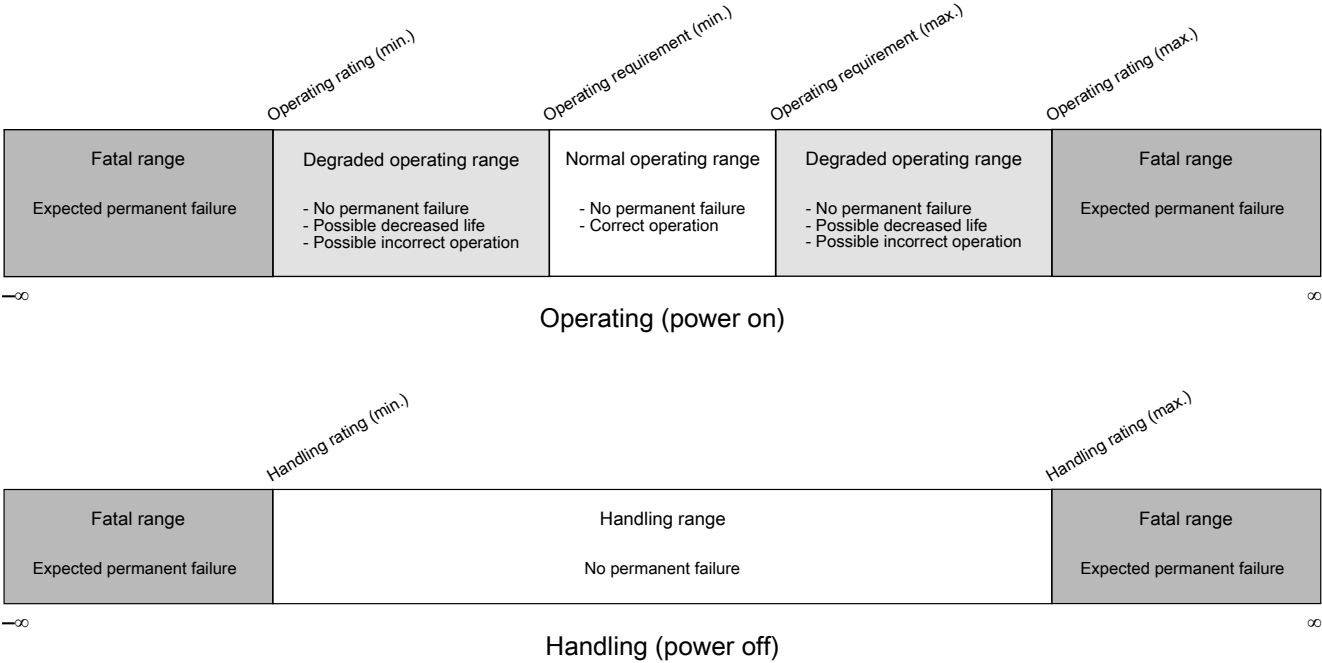 Operating rating (min.)
Operating requirement (min.)
Operating requirement (max.)
Operating rating (max.)
Fatal range
Expected permanent failure
Degraded operating range
- No permanent failure
- Possible decreased life
- Possible incorrect operation
Normal operating range
- No permanent failure
- Correct operation
Degraded operating range
- No permanent failure
- Possible decreased life
- Possible incorrect operation
Fatal range
Expected permanent failure
–∞
∞
Operating (power on)
Handling rating (min.)
Handling rating (max.)
Fatal range
Expected permanent failure
Handling range
No permanent failure
Fatal range
Expected permanent failure
–∞
∞
Handling (power off)